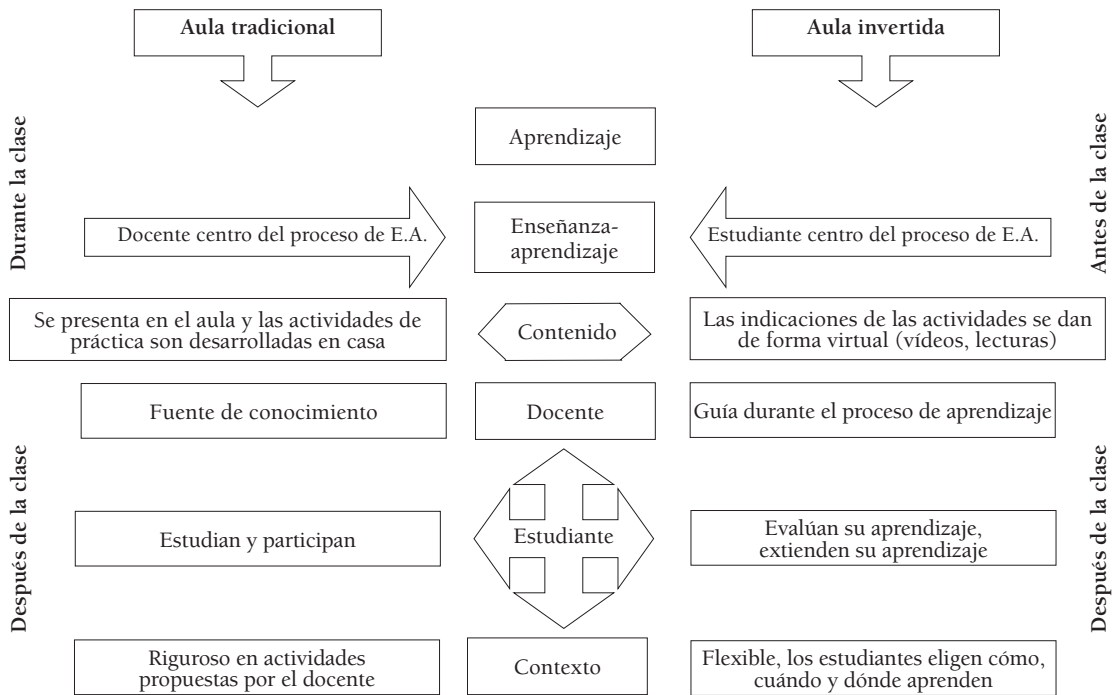 Aula tradicional
Aula invertida
Durante la clase
Antes de la clase
Aprendizaje
Docente centro del proceso de E.A.
Enseñanza-
aprendizaje
Estudiante centro del proceso de E.A.
Se presenta en el aula y las actividades de
práctica son desarrolladas en casa
Contenido
Las indicaciones de las actividades se dan
de forma virtual (vídeos, lecturas)
Fuente de conocimiento
Docente
Guía durante el proceso de aprendizaje
Después de la clase
Después de la clase
Estudian y participan
Estudiante
Evalúan su aprendizaje,
extienden su aprendizaje
Riguroso en actividades
propuestas por el docente
Contexto
Flexible, los estudiantes eligen cómo,
cuándo y dónde aprenden